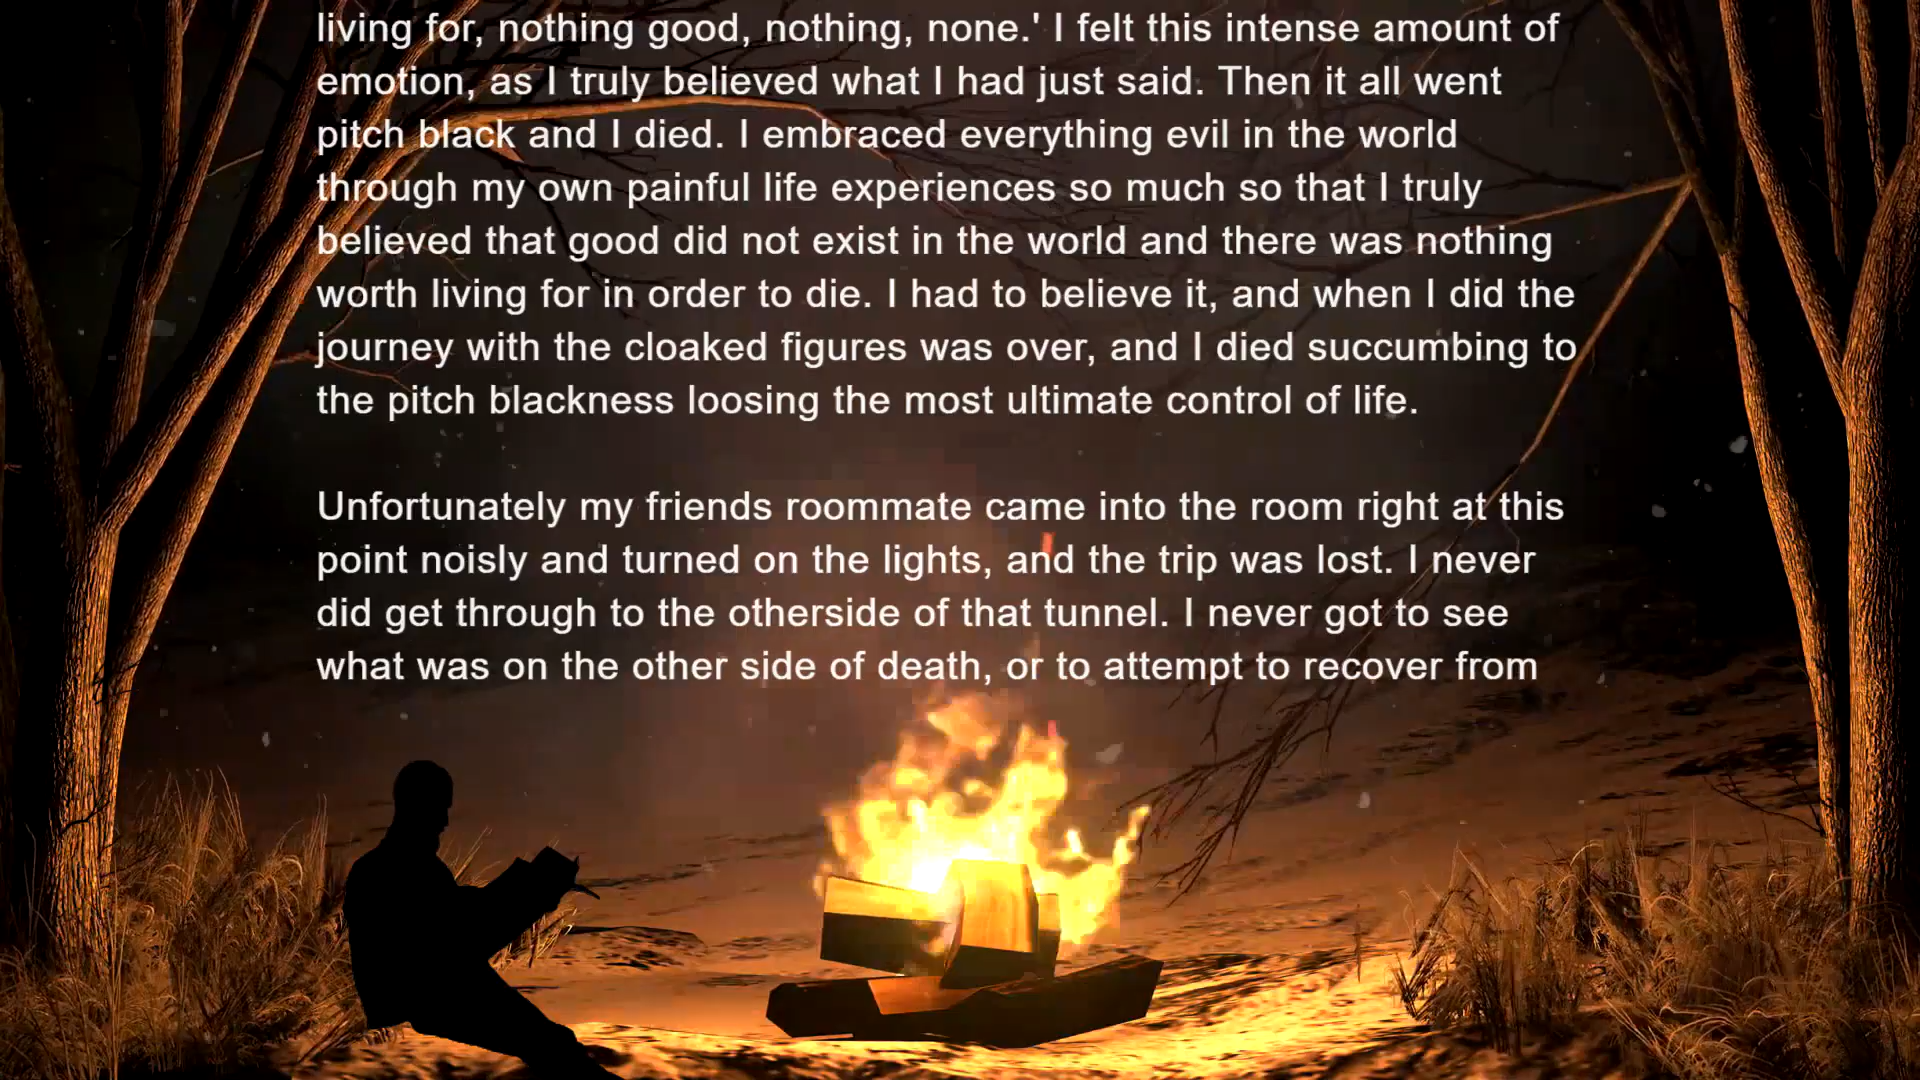 living for, nothing good, nothing, none.' I felt this intense amount of
emotion, as I truly believed what I had just said. Then it all went
pitch black and I died. I embraced everything evil in the world
through my own painful life experiences so much so that I truly
believed that good did not exist in the world and there was nothing
worth living for in order to die. I had to believe it, and when I did the
journey with the cloaked figures was over, and I died succumbing to
the pitch blackness loosing the most ultimate control of life.
Unfortunately my friends roommate came into the room right at this
point noisly and turned on the lights, and the trip was lost. I never
did get through to the otherside of that tunnel. I never got to see
what was on the other side of death, or to attempt to recover from